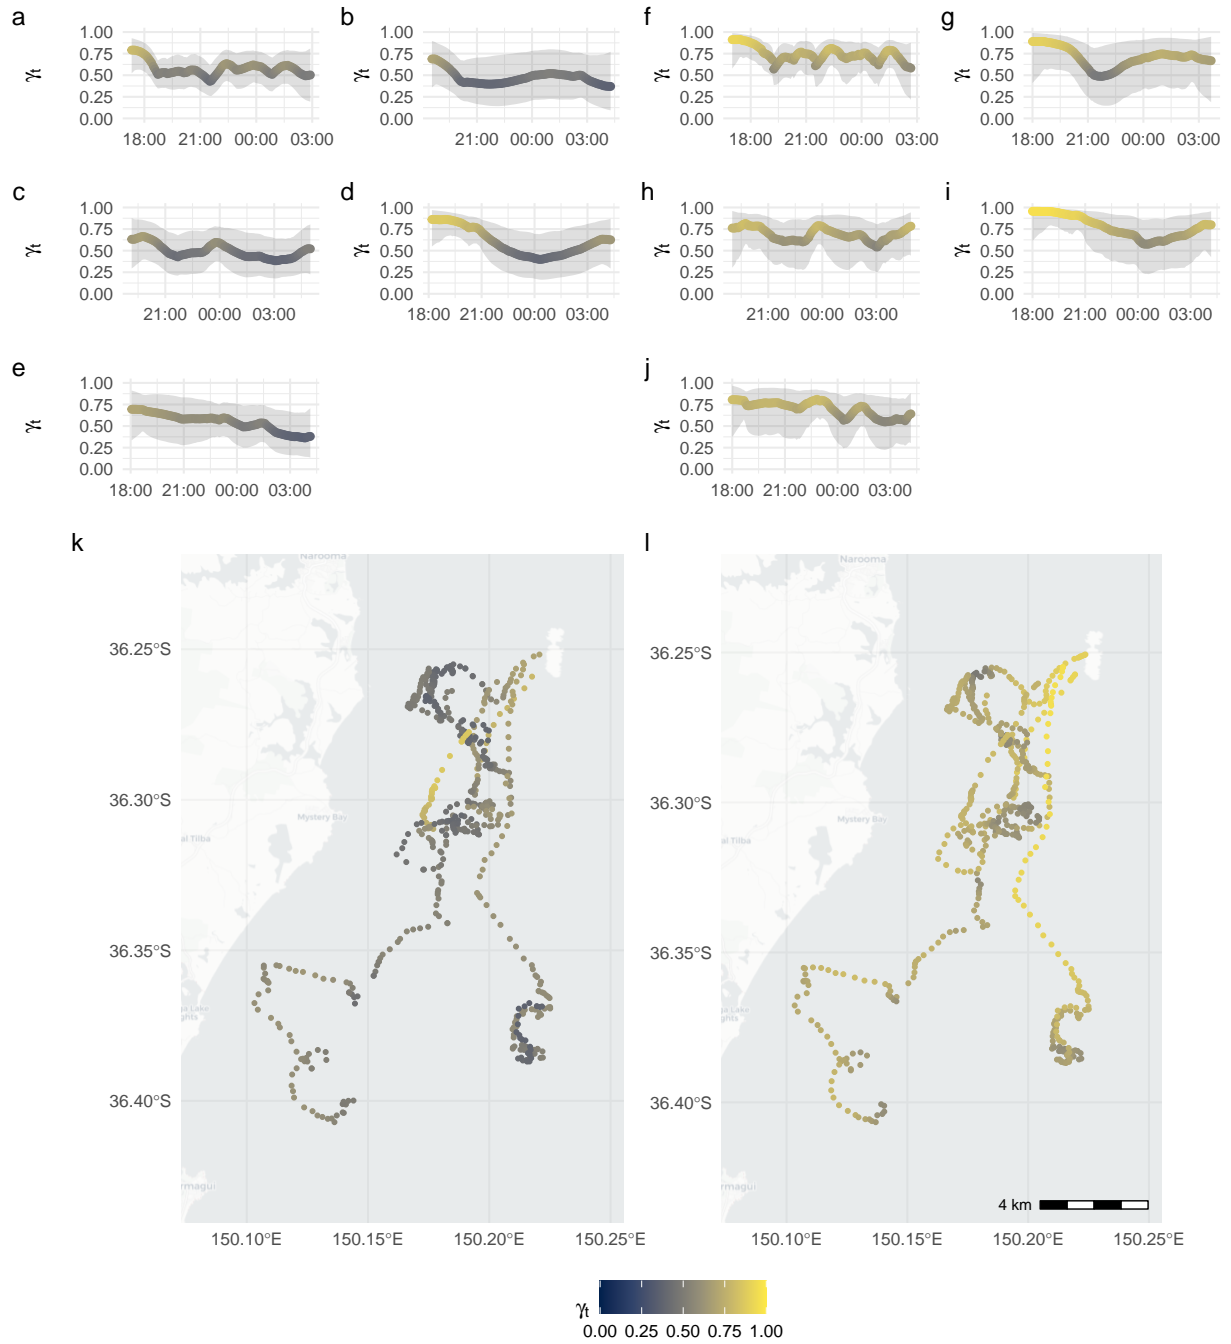 a b f g
1.00 1.00 1.00 1.00
0.75 0.75 0.75 0.75
γt 0.50 γt 0.50 γt 0.50 γt 0.50
0.25 0.25 0.25 0.25
0.00 0.00 0.00 0.00
18:00 21:00 00:00 03:00 21:00 00:00 03:00 18:00 21:00 00:00 03:00 18:00 21:00 00:00 03:00
c d h i
1.00 1.00 1.00 1.00
0.75 0.75 0.75 0.75
γt 0.50 γt 0.50 γt 0.50 γt 0.50
0.25 0.25 0.25 0.25
0.00 0.00 0.00 0.00
21:00 00:00 03:00 18:00 21:00 00:00 03:00 21:00 00:00 03:00 18:00 21:00 00:00 03:00
e j
1.00 1.00
0.75 0.75
γt 0.50 γt 0.50
0.25 0.25
0.00 0.00
18:00 21:00 00:00 03:00 18:00 21:00 00:00 03:00
k l
Narooma Narooma
36.25°S 36.25°S
36.30°S 36.30°S
Mystery Bay Mystery Bay
al Tilba al Tilba
36.35°S 36.35°S
ga Lake ga Lake
ghts ghts
36.40°S 36.40°S
rmagui rmagu
4 km
150.10°E 150.15°E 150.20°E 150.25°E 150.10°E 150.15°E 150.20°E 150.25°E
γt
0.00 0.25 0.50 0.75 1.00